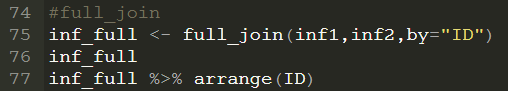 74 #full_join
75 inf_full <- full_join(inf1,inf2,by="ID")
76 inf_full
77 inf_full %>% arrange(ID)